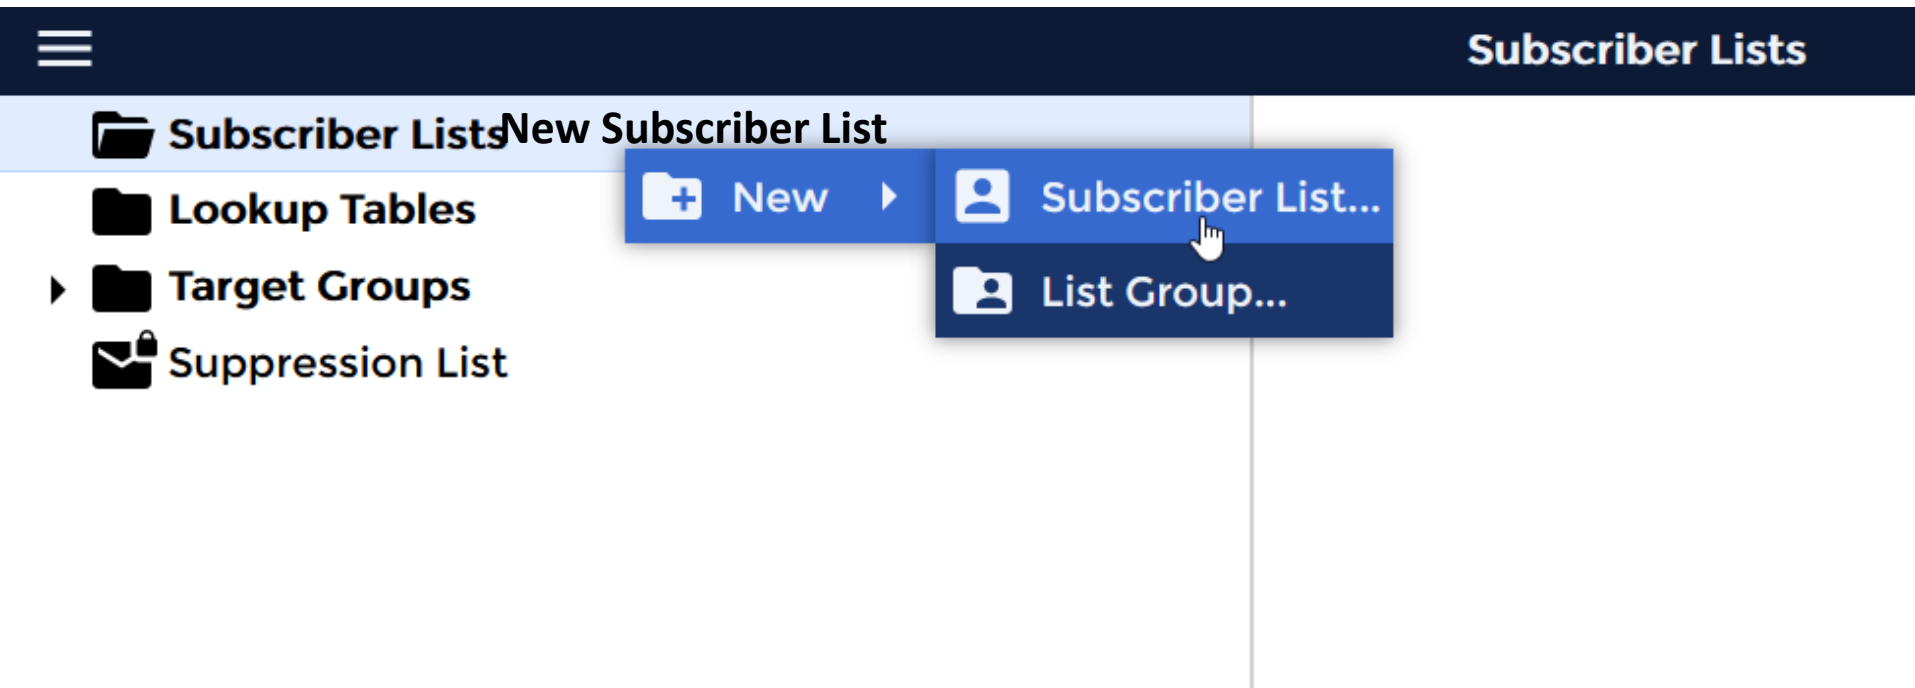 Subscriber Lists
Subscriber Lists
New Subscriber List
New
Subscriber List...
Lookup Tables
Target Groups
List Group...
Suppression List